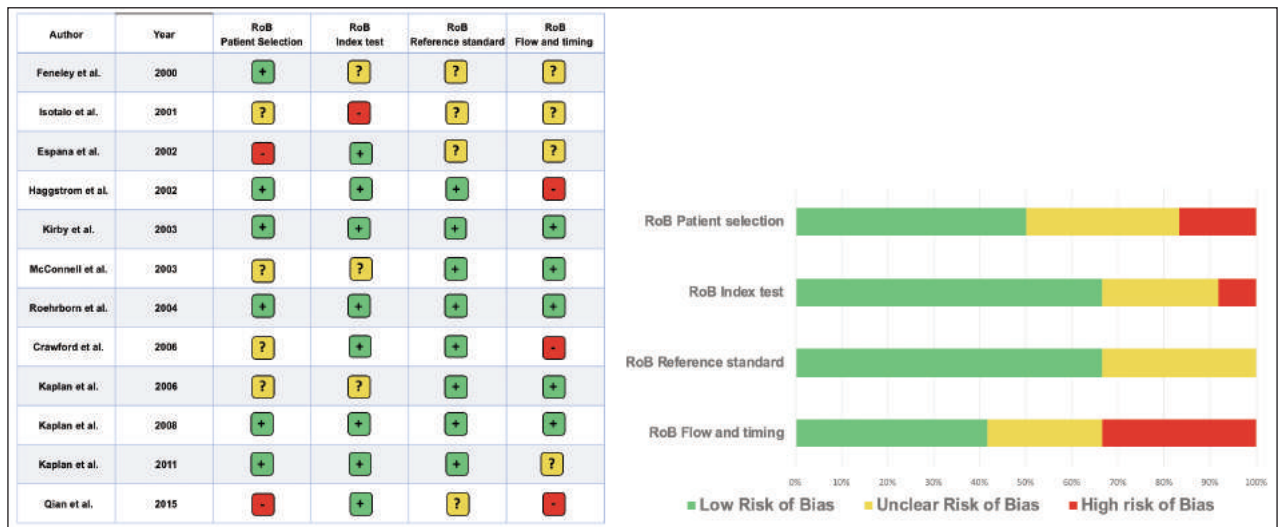 Author Year RoB Patient Selection RoB Index test RoB Reference standard RoB Flow and timing
Feneley et al. 2000 + ? ? ?
Isotalo et al. 2001 ? - ? ?
Espana et al. 2002 - + ? ?
Haggstrom et al. 2002 + + + -
Kirby et al. 2003 + + + +
McConnell et al. 2003 ? ? + +
Roehrborn et al. 2004 + + + +
Crawford et al. 2006 ? + + -
Kaplan et al. 2006 ? ? + +
Kaplan et al. 2008 + + + +
Kaplan et al. 2011 + + + ?
Qian et al. 2015 - + ? -
RoB Patient selection
RoB Index test
RoB Reference standard
RoB Flow and timing
0% 10% 20% 30% 40% 50% 60% 70% 80% 90% 100%
Low Risk of Bias Unclear Risk of Bias High risk of Bias